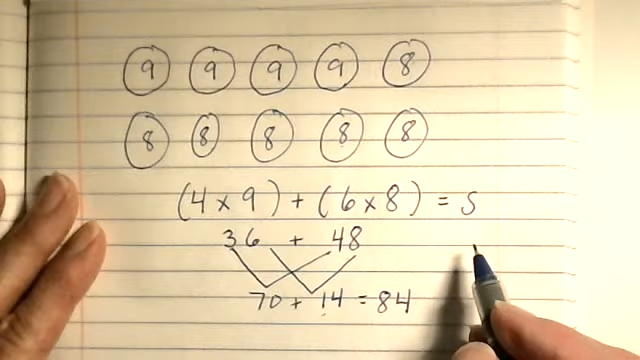 9 9 9 9 8
8 8 8 8 8
(4 × 9) + (6 × 8) = S
36 + 48
70 + 14 = 84